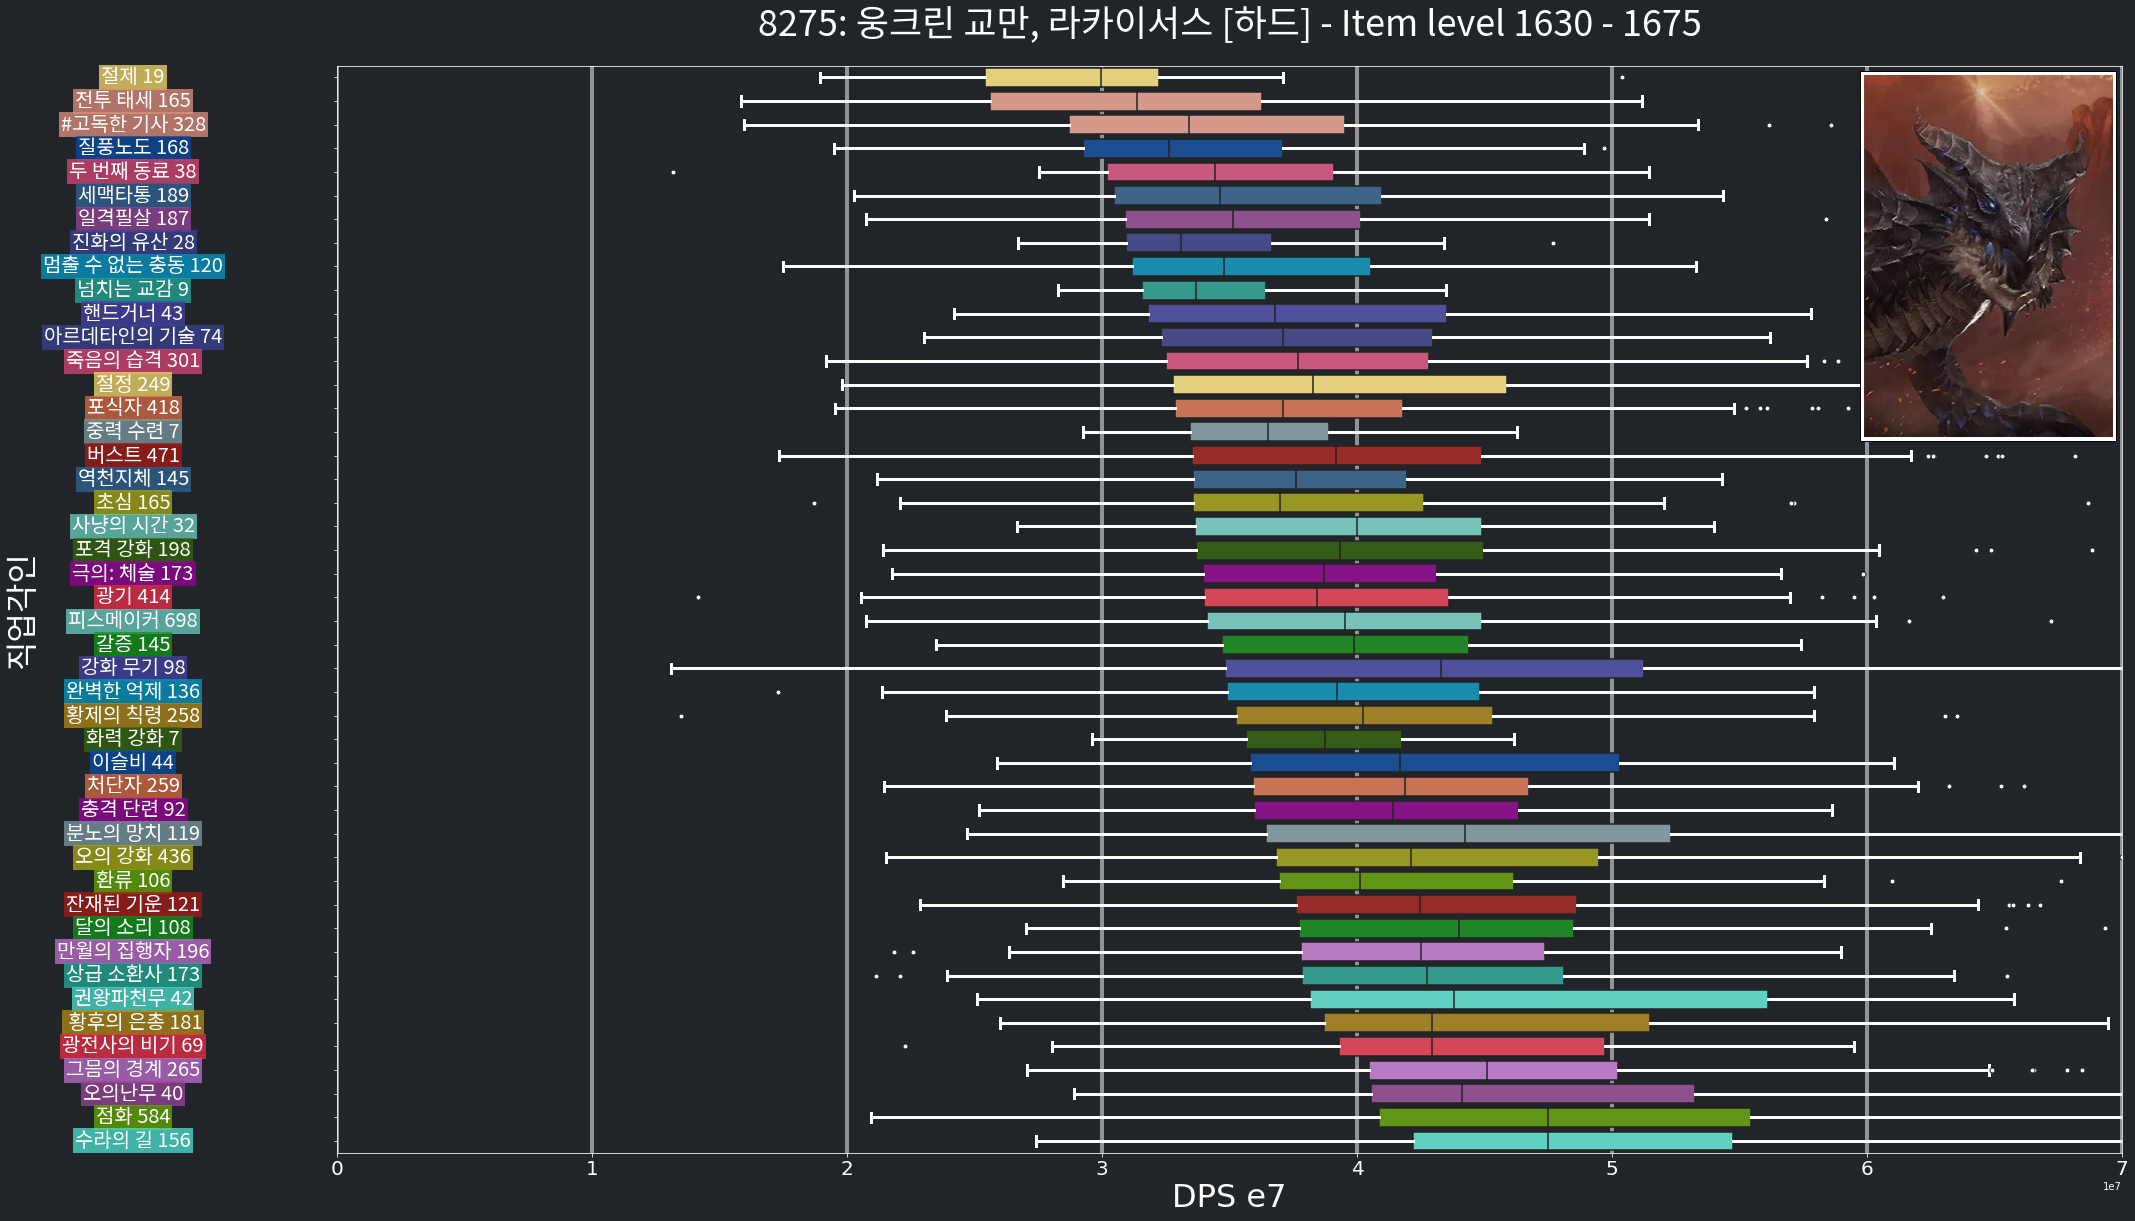 8275: 웅크린 교만, 라카이서스 [하드] - Item level 1630 - 1675
절제 19
전투 태세 165
#고독한 기사 328
질풍노도 168
두 번째 동료 38
세맥타통 189
일격필살 187
진화의 유산 28
멈출 수 없는 충동 120
넘치는 교감 9
핸드거너 43
아르데타인의 기술 74
죽음의 습격 301
절정 249
포식자 418
중력 수련 7
버스트 471
역천지체 145
초심 165
사냥의 시간 32
포격 강화 198
극의: 체술 173
광기 414
피스메이커 698
갈증 145
강화 무기 98
완벽한 억제 136
황제의 칙령 258
화력 강화 7
이슬비 44
처단자 259
충격 단련 92
분노의 망치 119
오의 강화 436
환류 106
잔재된 기운 121
달의 소리 108
만월의 집행자 196
상급 소환사 173
권왕파천무 42
황후의 은총 181
광전사의 비기 69
그믐의 경계 265
오의난무 40
점화 584
수라의 길 156
직업각인
0 1 2 3 4 5 6 7
1e7
DPS e7